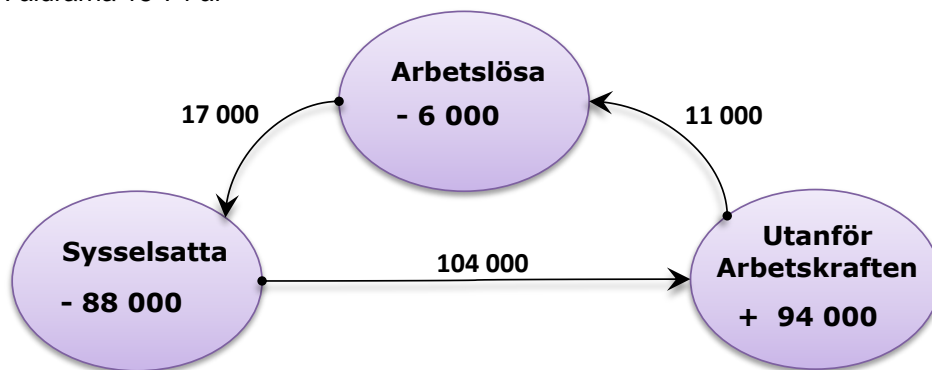 Arbetslösa
- 6 000
17 000
11 000
Sysselsatta
- 88 000
104 000
Utanför
Arbetskraften
+ 94 000